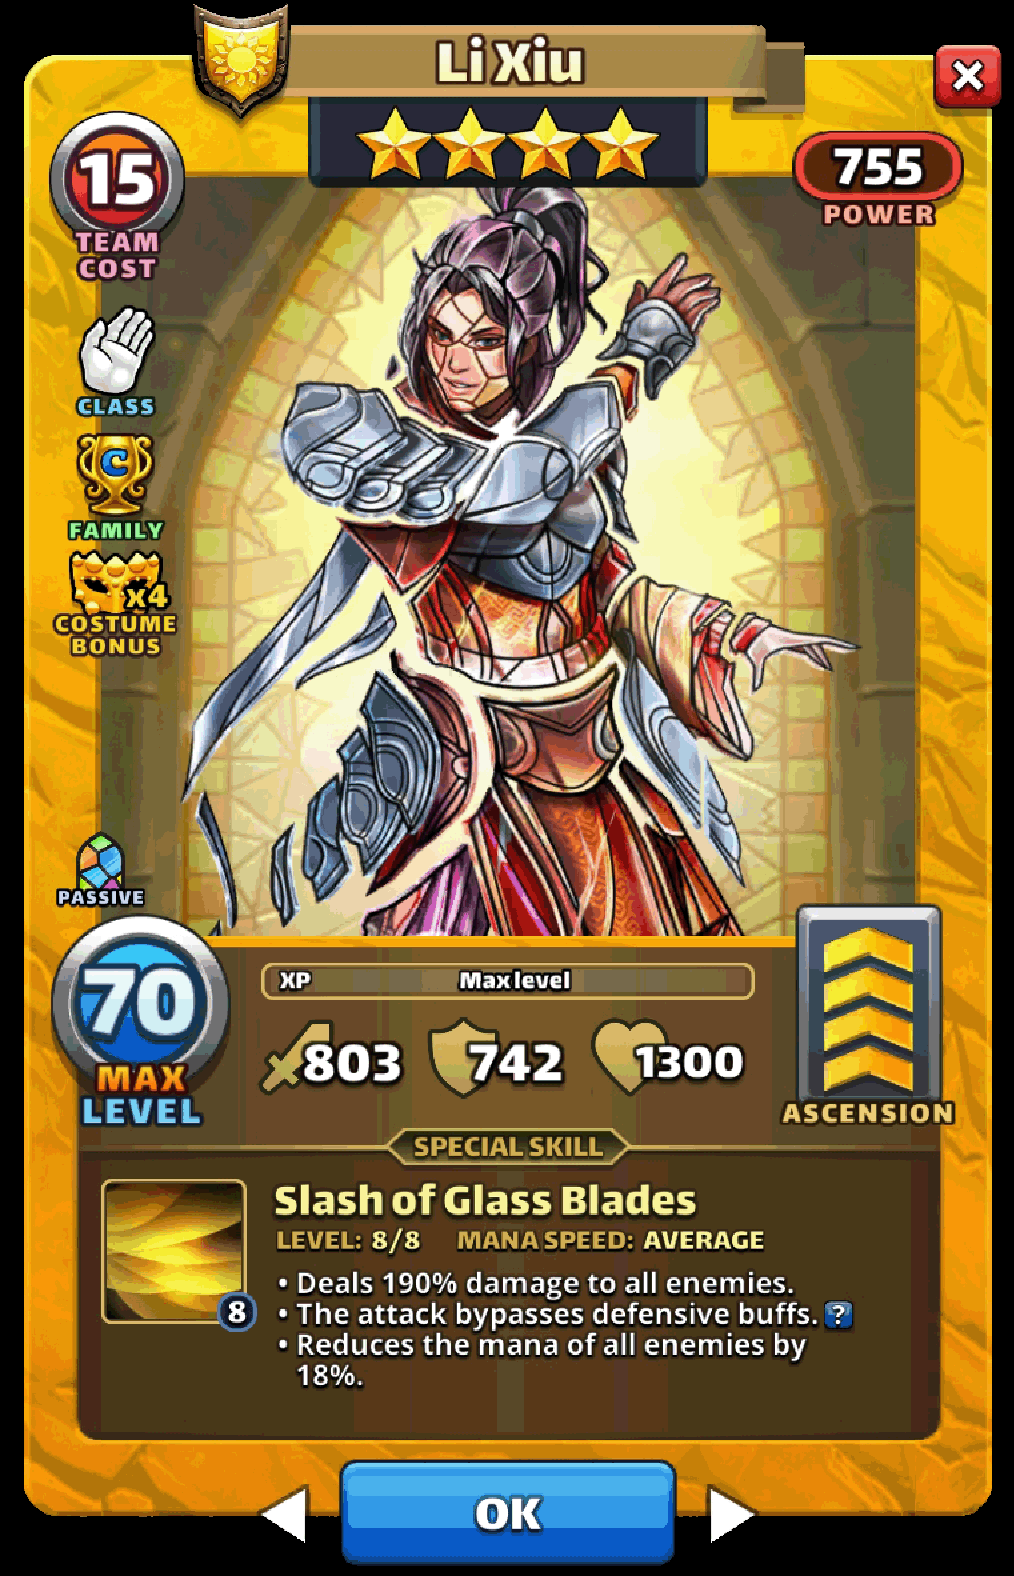 Li Xiu
15
TEAM
COST
755
POWER
CLASS
C
FAMILY
x4
COSTUME
BONUS
PASSIVE
70
MAX
LEVEL
XP Max level
803 742 1300
ASCENSION
SPECIAL SKILL
Slash of Glass Blades
LEVEL: 8/8 MANA SPEED: AVERAGE
8
• Deals 190% damage to all enemies.
• The attack bypasses defensive buffs. ?
• Reduces the mana of all enemies by
18%.
OK